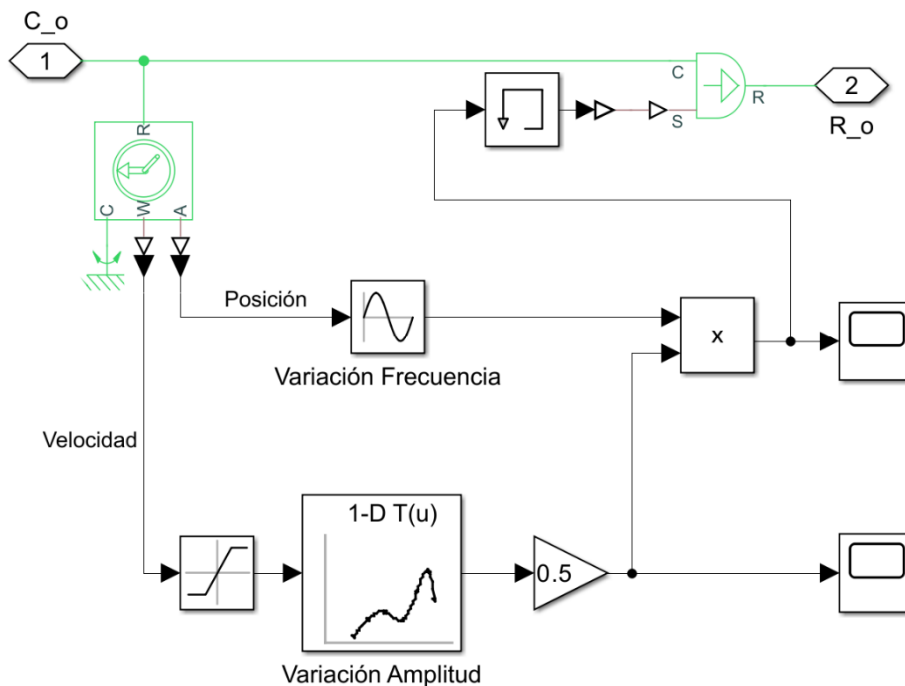 C_o
1
C
R
S
2
R_o
R
C
W
A
Posición
x
Variación Frecuencia
Velocidad
1-D T(u)
0.5
Variación Amplitud